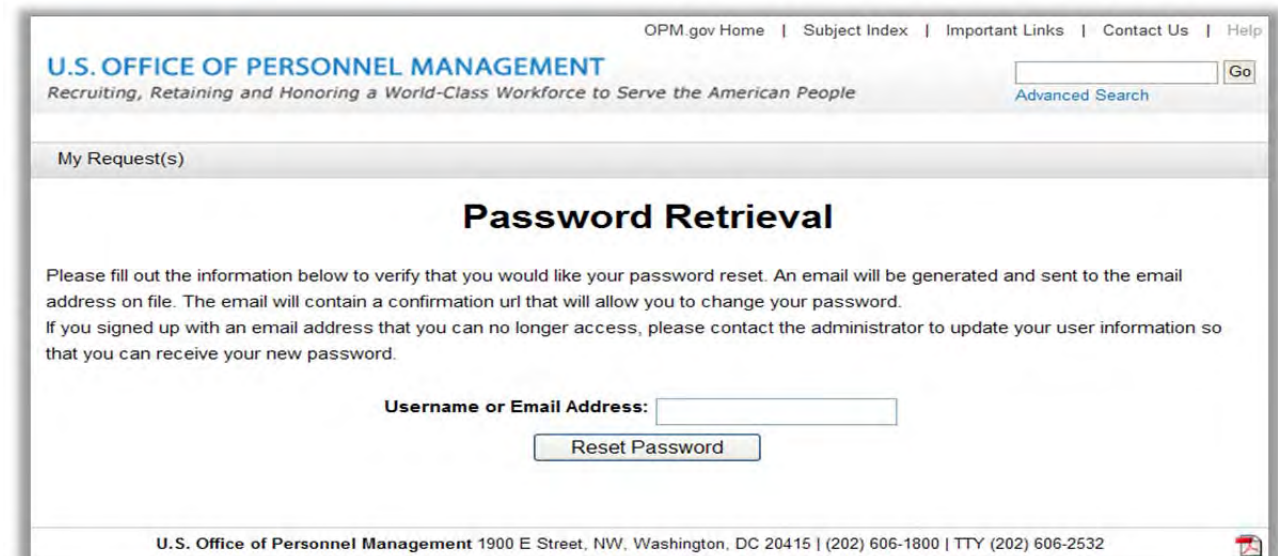 OPM.gov Home | Subject Index | Important Links | Contact Us | Help
U.S. OFFICE OF PERSONNEL MANAGEMENT
Recruiting, Retaining and Honoring a World-Class Workforce to Serve the American People
Go
Advanced Search
My Request(s)
Password Retrieval
Please fill out the information below to verify that you would like your password reset. An email will be generated and sent to the email
address on file. The email will contain a confirmation url that will allow you to change your password.
If you signed up with an email address that you can no longer access, please contact the administrator to update your user information so
that you can receive your new password.
Username or Email Address:
Reset Password
U.S. Office of Personnel Management 1900 E Street, NW, Washington, DC 20415 | (202) 606-1800 | TTY (202) 606-2532